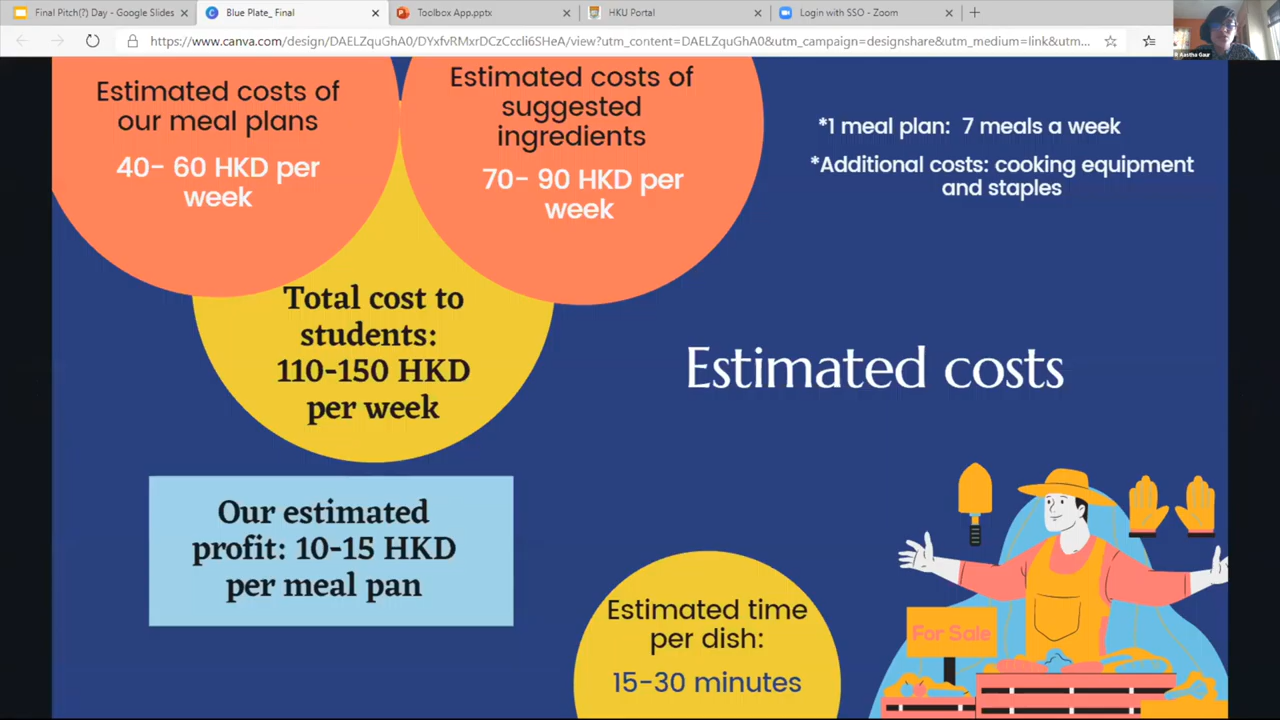 Final Pitch(?) Day - Google Slides
Blue Plate_ Final
Toolbox App.pptx
HKU Portal
Login with SSO - Zoom
https://www.canva.com/design/DAELZquGhA0/DYxfvRMxrDCzCccli6SHeA/view?utm_content=DAELZquGhA0&utm_campaign=designshare&utm_medium=link&utm...
Estimated costs of
our meal plans
40- 60 HKD per
week
Estimated costs of
suggested
ingredients
70- 90 HKD per
week
*1 meal plan: 7 meals a week
*Additional costs: cooking equipment
and staples
Total cost to
students:
110-150 HKD
per week
Estimated costs
Our estimated
profit: 10-15 HKD
per meal pan
Estimated time
per dish:
15-30 minutes
For Sale